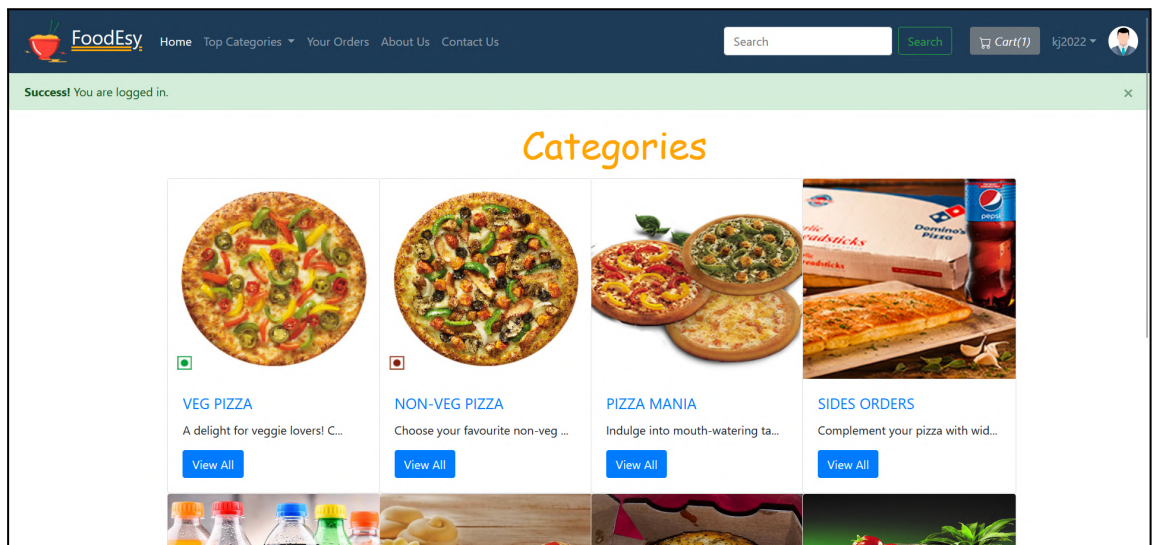 FoodEsy Home Top Categories Your Orders About Us Contact Us Search Search Cart(1) kj2022
Success! You are logged in. ×
Categories
pepsi
Domino's
Pizza
VEG PIZZA NON-VEG PIZZA PIZZA MANIA SIDES ORDERS
A delight for veggie lovers! C... Choose your favourite non-veg ... Indulge into mouth-watering ta... Complement your pizza with wid...
View All View All View All View All